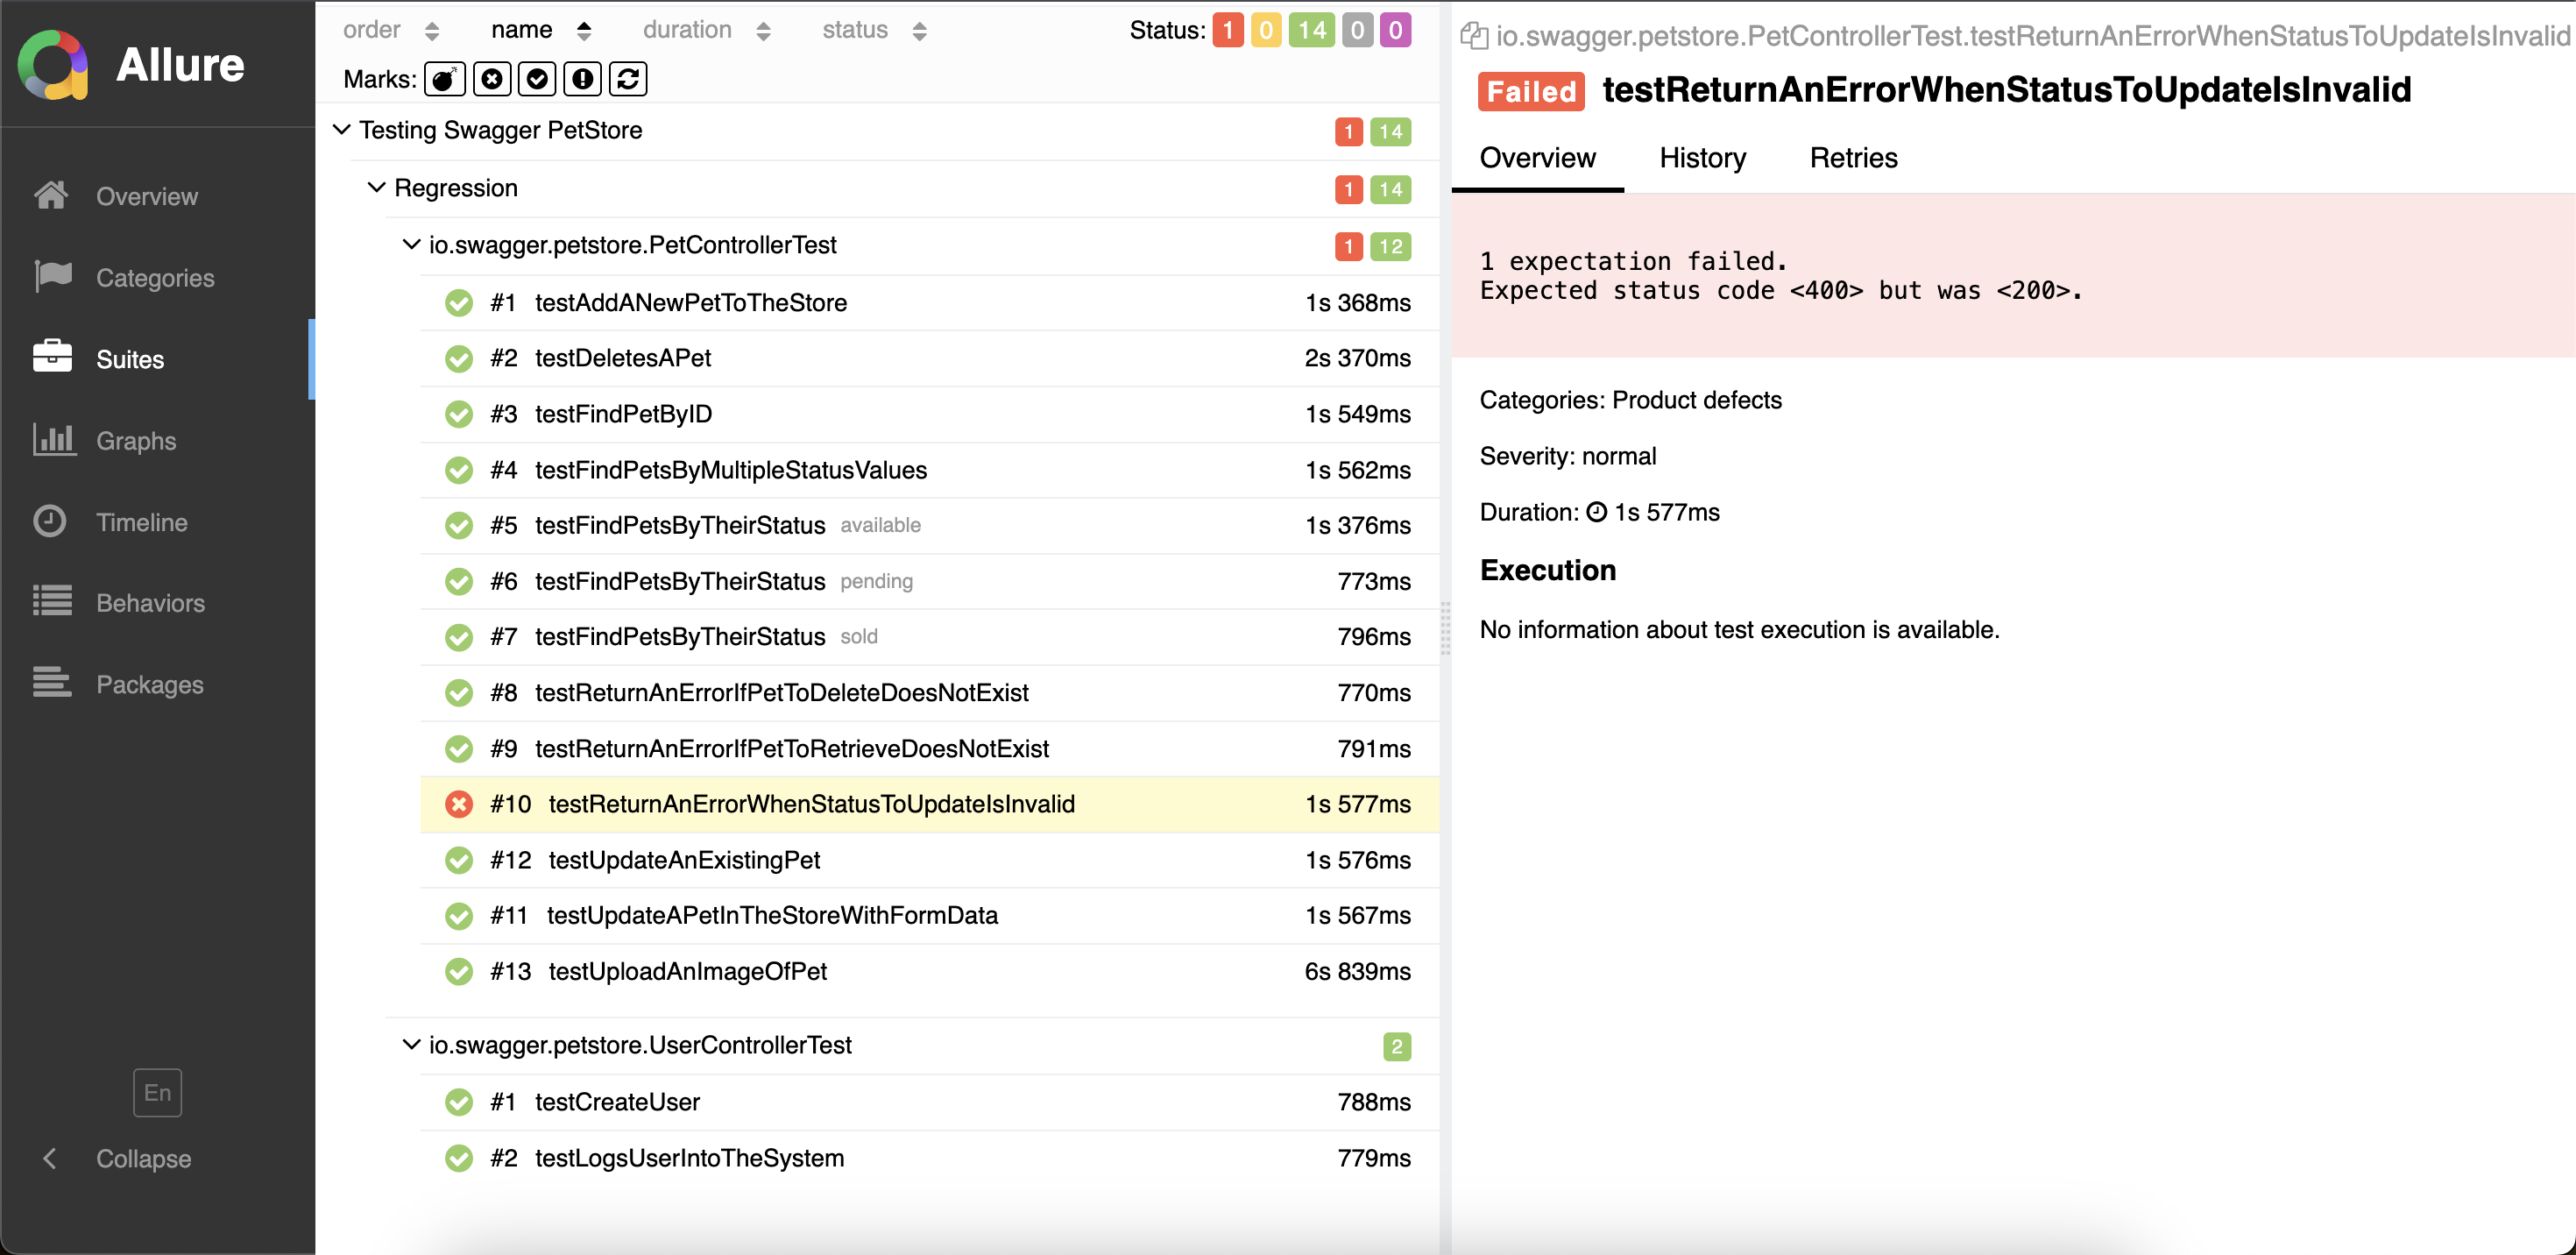 Allure
Overview
Categories
Suites
Graphs
Timeline
Behaviors
Packages
En
Collapse
order name duration status Status: 1 0 14 0 0
Marks:
Testing Swagger PetStore 1 14
Regression 1 14
io.swagger.petstore.PetControllerTest 1 12
#1 testAddANewPetToTheStore 1s 368ms
#2 testDeletesAPet 2s 370ms
#3 testFindPetByID 1s 549ms
#4 testFindPetsByMultipleStatusValues 1s 562ms
#5 testFindPetsByTheirStatus available 1s 376ms
#6 testFindPetsByTheirStatus pending 773ms
#7 testFindPetsByTheirStatus sold 796ms
#8 testReturnAnErrorIfPetToDeleteDoesNotExist 770ms
#9 testReturnAnErrorIfPetToRetrieveDoesNotExist 791ms
#10 testReturnAnErrorWhenStatusToUpdateIsInvalid 1s 577ms
#12 testUpdateAnExistingPet 1s 576ms
#11 testUpdateAPetInTheStoreWithFormData 1s 567ms
#13 testUploadAnImageOfPet 6s 839ms
io.swagger.petstore.UserControllerTest 2
#1 testCreateUser 788ms
#2 testLogsUserIntoTheSystem 779ms
io.swagger.petstore.PetControllerTest.testReturnAnErrorWhenStatusToUpdateIsInvalid
Failed testReturnAnErrorWhenStatusToUpdateIsInvalid
Overview History Retries
1 expectation failed.
Expected status code <400> but was <200>.
Categories: Product defects
Severity: normal
Duration: 1s 577ms
Execution
No information about test execution is available.